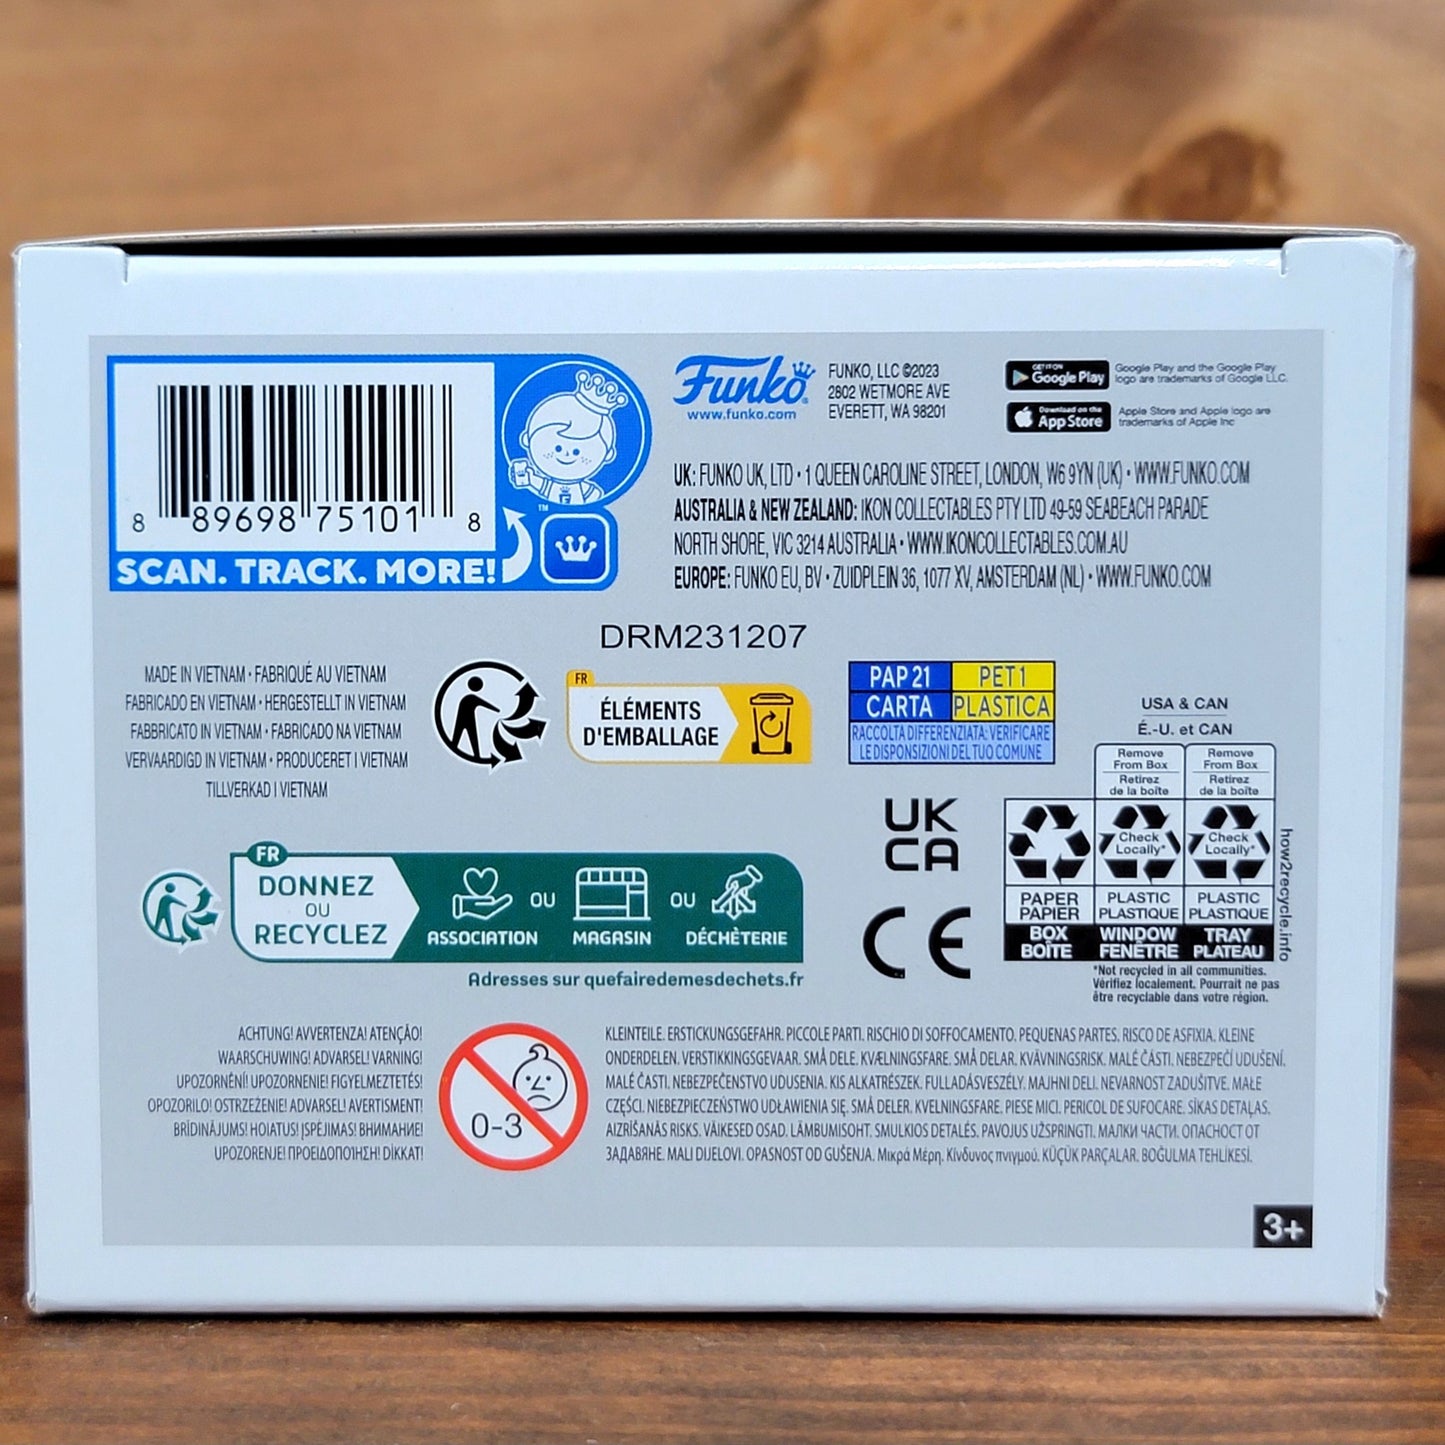 8 89698 75101 8
SCAN. TRACK. MORE!
™
Funko
www.funko.com
FUNKO, LLC ©2023
2802 WETMORE AVE
EVERETT, WA 98201
GET IT ON
Google Play
Google Play and the Google Play
logo are trademarks of Google LLC.
Download on the
App Store
Apple Store and Apple logo are
trademarks of Apple Inc
UK: FUNKO UK, LTD • 1 QUEEN CAROLINE STREET, LONDON, W6 9YN (UK) • WWW.FUNKO.COM
AUSTRALIA & NEW ZEALAND: IKON COLLECTABLES PTY LTD 49-59 SEABEACH PARADE
NORTH SHORE, VIC 3214 AUSTRALIA • WWW.IKONCOLLECTABLES.COM.AU
EUROPE: FUNKO EU, BV • ZUIDPLEIN 36, 1077 XV, AMSTERDAM (NL) • WWW.FUNKO.COM
DRM231207
MADE IN VIETNAM • FABRIQUÉ AU VIETNAM
FABRICADO EN VIETNAM • HERGESTELLT IN VIETNAM
FABBRICATO IN VIETNAM • FABRICADO NA VIETNAM
VERVAARDIGD IN VIETNAM • PRODUCERET I VIETNAM
TILLVERKAD I VIETNAM
FR
ÉLÉMENTS
D'EMBALLAGE
PAP 21 PET 1
CARTA PLASTICA
RACCOLTA DIFFERENZIATA: VERIFICARE
LE DISPONSIZIONI DEL TUO COMUNE
USA & CAN
É.-U. et CAN
Remove From Box
Retirez de la boîte
Remove From Box
Retirez de la boîte
Check Locally*
Check Locally*
PAPER PAPIER
PLASTIC PLASTIQUE
PLASTIC PLASTIQUE
BOX BOÎTE
WINDOW FENÊTRE
TRAY PLATEAU
how2recycle.info
*Not recycled in all communities.
Vérifiez localement. Pourrait ne pas
être recyclable dans votre région.
UK
CA
CE
FR
DONNEZ
OU
RECYCLEZ
ASSOCIATION OU MAGASIN OU DÉCHÈTERIE
Adresses sur quefairedemesdechets.fr
ACHTUNG! AVVERTENZA! ATENÇÃO!
WAARSCHUWING! ADVARSEL! VARNING!
UPOZORNĚNÍ! UPOZORNENIE! FIGYELMEZTETÉS!
OPOZORILO! OSTRZEŻENIE! ADVARSEL! AVERTISMENT!
BRĪDINĀJUMS! HOIATUS! ĮSPĖJIMAS! ВНИМАНИЕ!
UPOZORENJE! ΠΡΟΕΙΔΟΠΟΊΗΣΗ! DİKKAT!
0-3
KLEINTEILE. ERSTICKUNGSGEFAHR. PICCOLE PARTI. RISCHIO DI SOFFOCAMENTO. PEQUENAS PARTES. RISCO DE ASFIXIA. KLEINE
ONDERDELEN. VERSTIKKINGSGEVAAR. SMÅ DELE. KVÆLNINGSFARE. SMÅ DELAR. KVÄVNINGSRISK. MALÉ ČÁSTI. NEBEZPEČÍ UDUŠENÍ.
MALÉ ČASTI. NEBEZPEČENSTVO UDUSENIA. KIS ALKATRÉSZEK. FULLADÁSVESZÉLY. MAJHNI DELI. NEVARNOST ZADUŠITVE. MAŁE
CZĘŚCI. NIEBEZPIECZEŃSTWO UDŁAWIENIA SIĘ. SMÅ DELER. KVELNINGSFARE. PIESE MICI. PERICOL DE SUFOCARE. SĪKAS DETAĻAS.
AIZRĪŠANĀS RISKS. VÄIKESED OSAD. LÄMBUMISOHT. SMULKIOS DETALĖS. PAVOJUS UŽSPRINGTI. МАЛКИ ЧАСТИ. ОПАСНОСТ ОТ
ЗАДАВЯНЕ. MALI DIJELOVI. OPASNOST OD GUŠENJA. Μικρά Μέρη. Κίνδυνος πνιγμού. KÜÇÜK PARÇALAR. BOĞULMA TEHLİKESİ.
3+